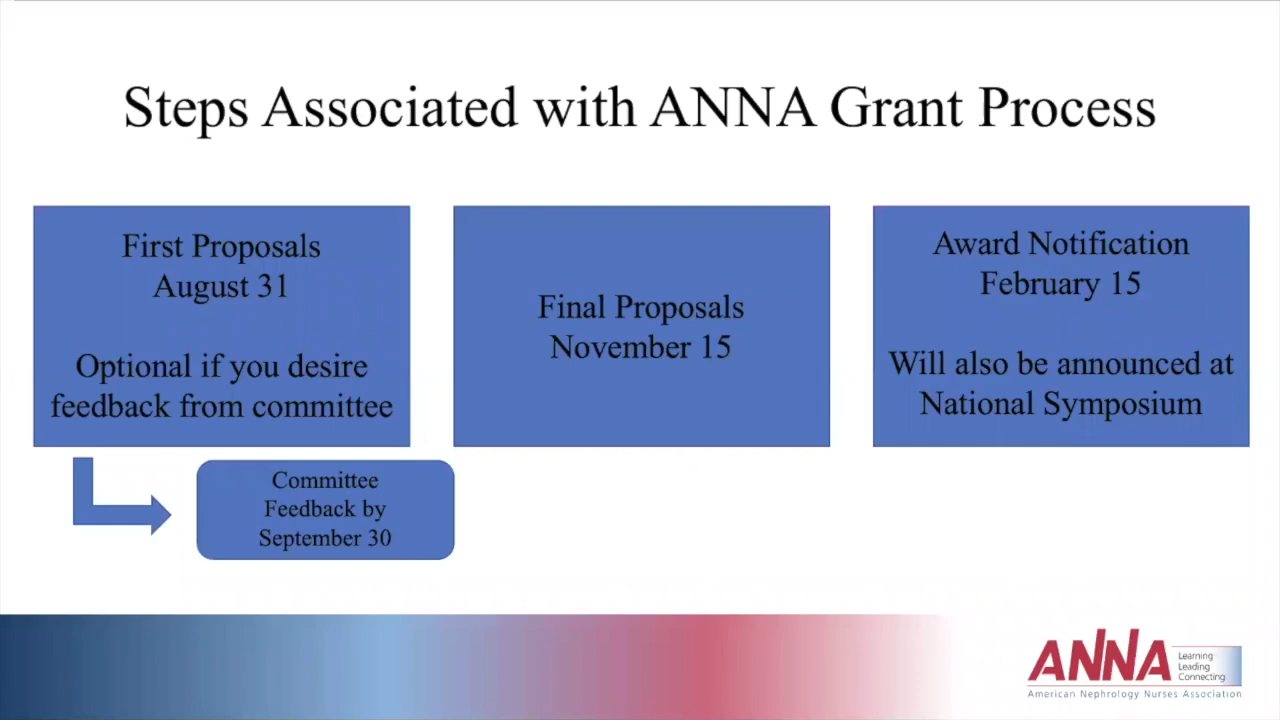 Steps Associated with ANNA Grant Process
First Proposals
August 31
Optional if you desire
feedback from committee
Committee
Feedback by
September 30
Final Proposals
November 15
Award Notification
February 15
Will also be announced at
National Symposium
ANNA
Learning
Leading
Connecting
American Nephrology Nurses Association